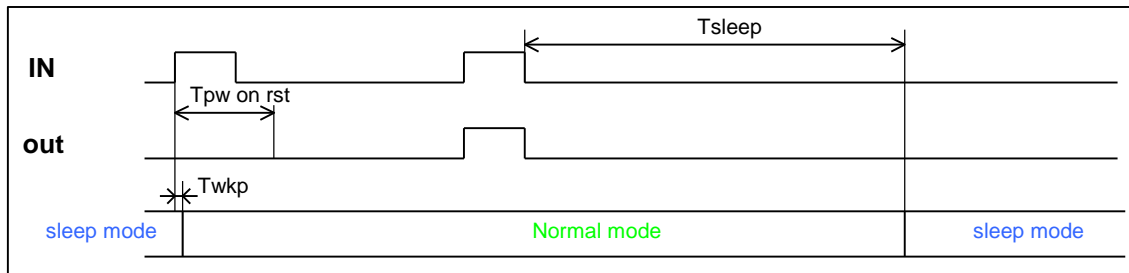 Tsleep
IN
Tpw on rst
out
Twkp
sleep mode Normal mode sleep mode